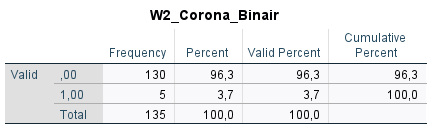 W2_Corona_Binair
Frequency Percent Valid Percent Cumulative Percent
Valid ,00 130 96,3 96,3 96,3
1,00 5 3,7 3,7 100,0
Total 135 100,0 100,0